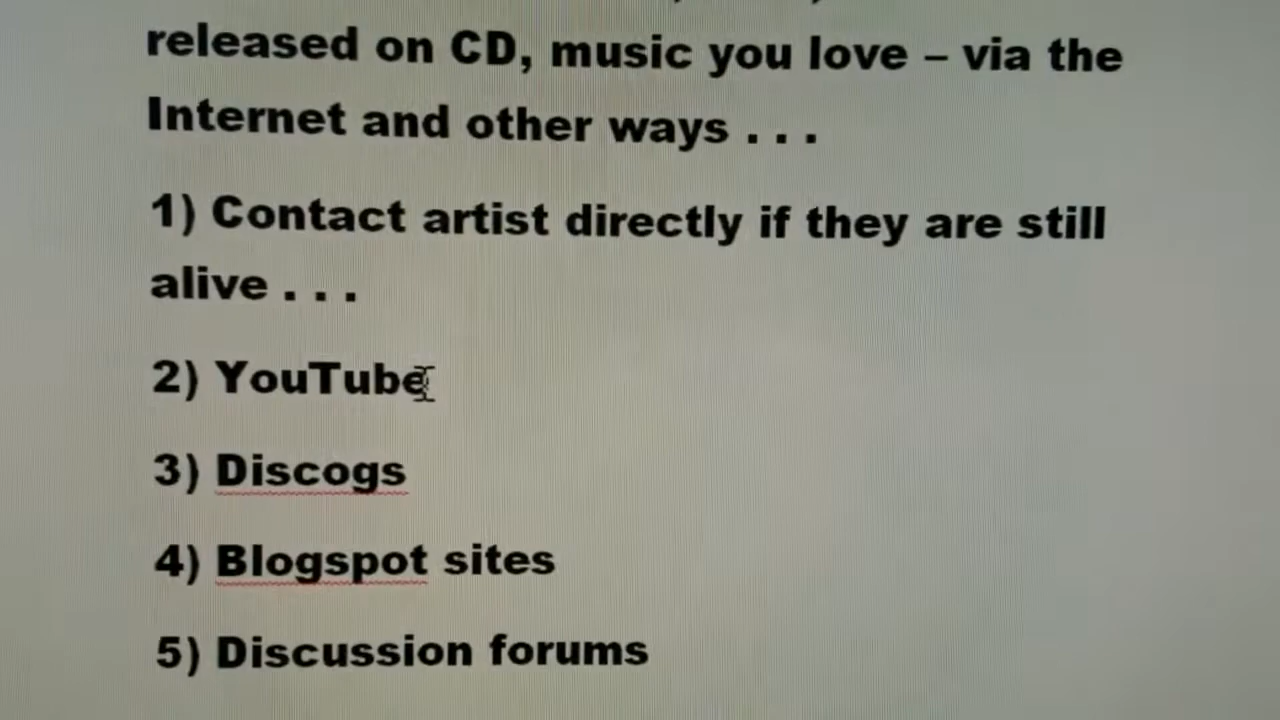 released on CD, music you love – via the
Internet and other ways . . .
1) Contact artist directly if they are still
alive . . .
2) YouTube
3) Discogs
4) Blogspot sites
5) Discussion forums